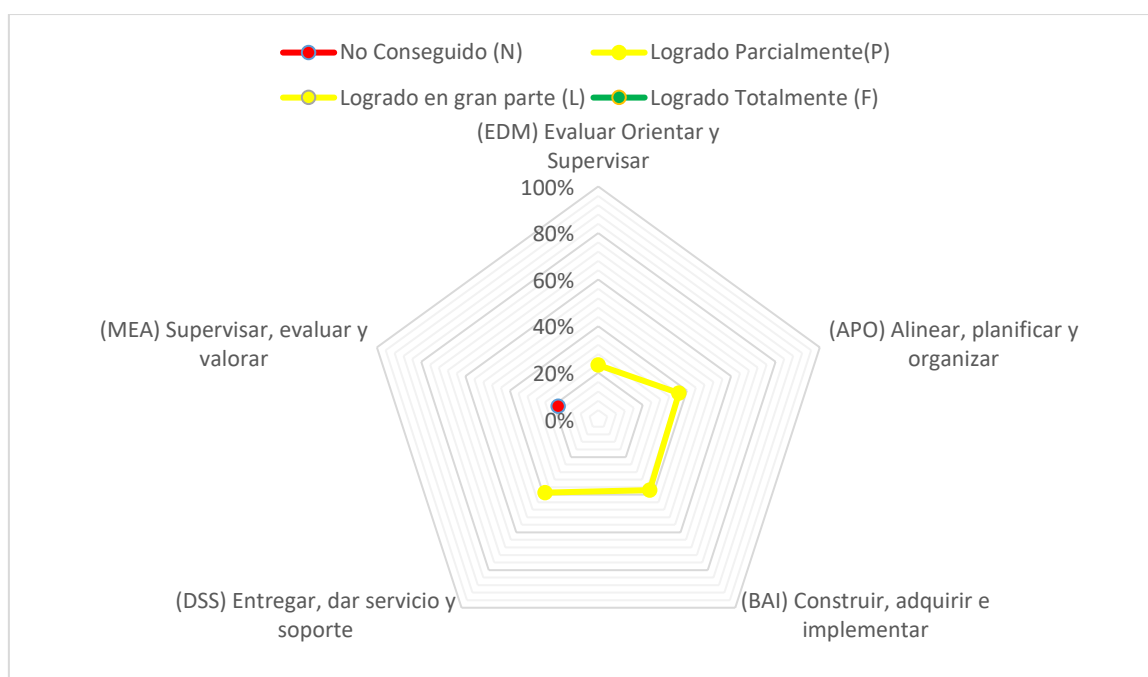 No Conseguido (N)
Logrado Parcialmente(P)
Logrado en gran parte (L)
Logrado Totalmente (F)
(EDM) Evaluar Orientar y
Supervisar
100%
80%
60%
40%
20%
0%
(MEA) Supervisar, evaluar y
valorar
(APO) Alinear, planificar y
organizar
(DSS) Entregar, dar servicio y
soporte
(BAI) Construir, adquirir e
implementar